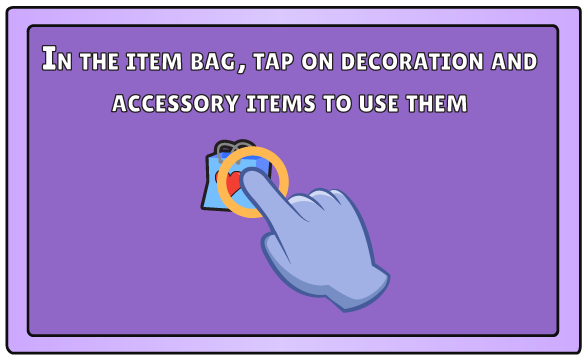 In the item bag, tap on decoration and
accessory items to use them